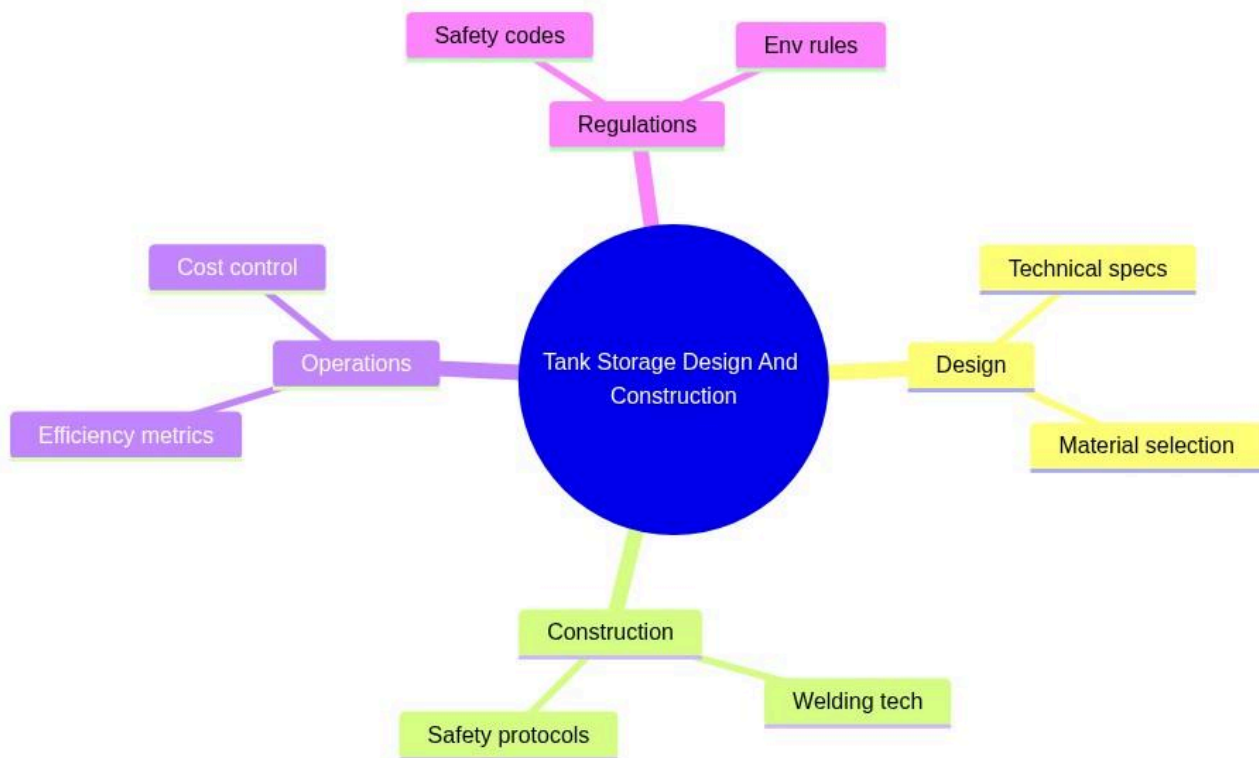 Safety codes
Env rules
Regulations
Cost control
Technical specs
Operations
Tank Storage Design And
Construction
Design
Efficiency metrics
Material selection
Construction
Welding tech
Safety protocols